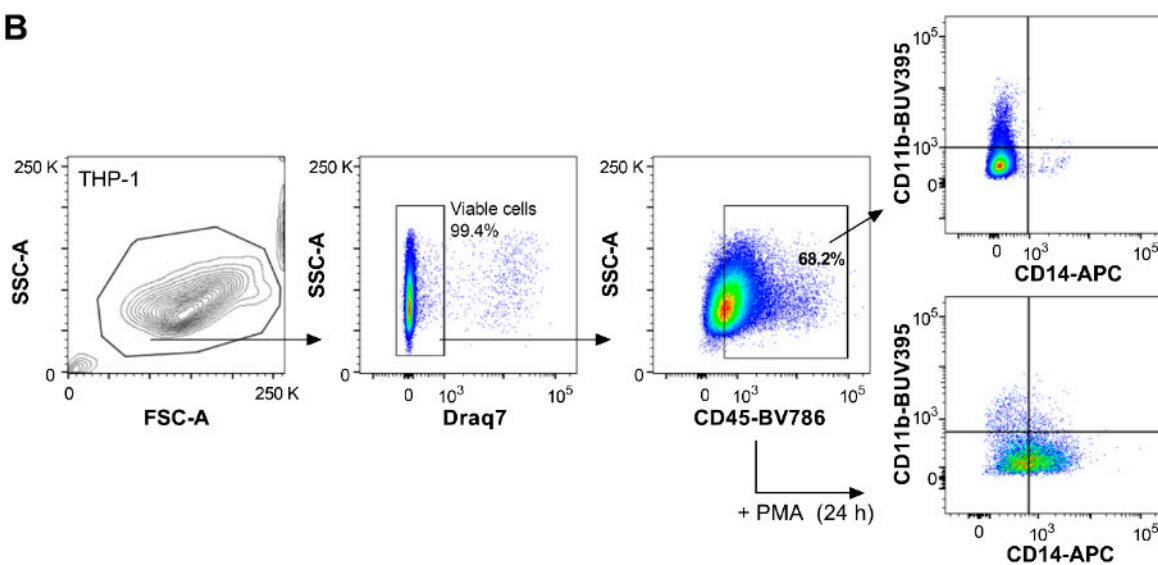 B
THP-1
250 K
0
SSC-A
0
250 K
FSC-A
Viable cells
99.4%
250 K
0
SSC-A
0
10³
10⁵
Draq7
68.2%
250 K
0
SSC-A
0
10³
10⁵
CD45-BV786
+ PMA (24 h)
10⁵
10³
0
CD11b-BUV395
0
10³
10⁵
CD14-APC
10⁵
10³
0
CD11b-BUV395
0
10³
10⁵
CD14-APC